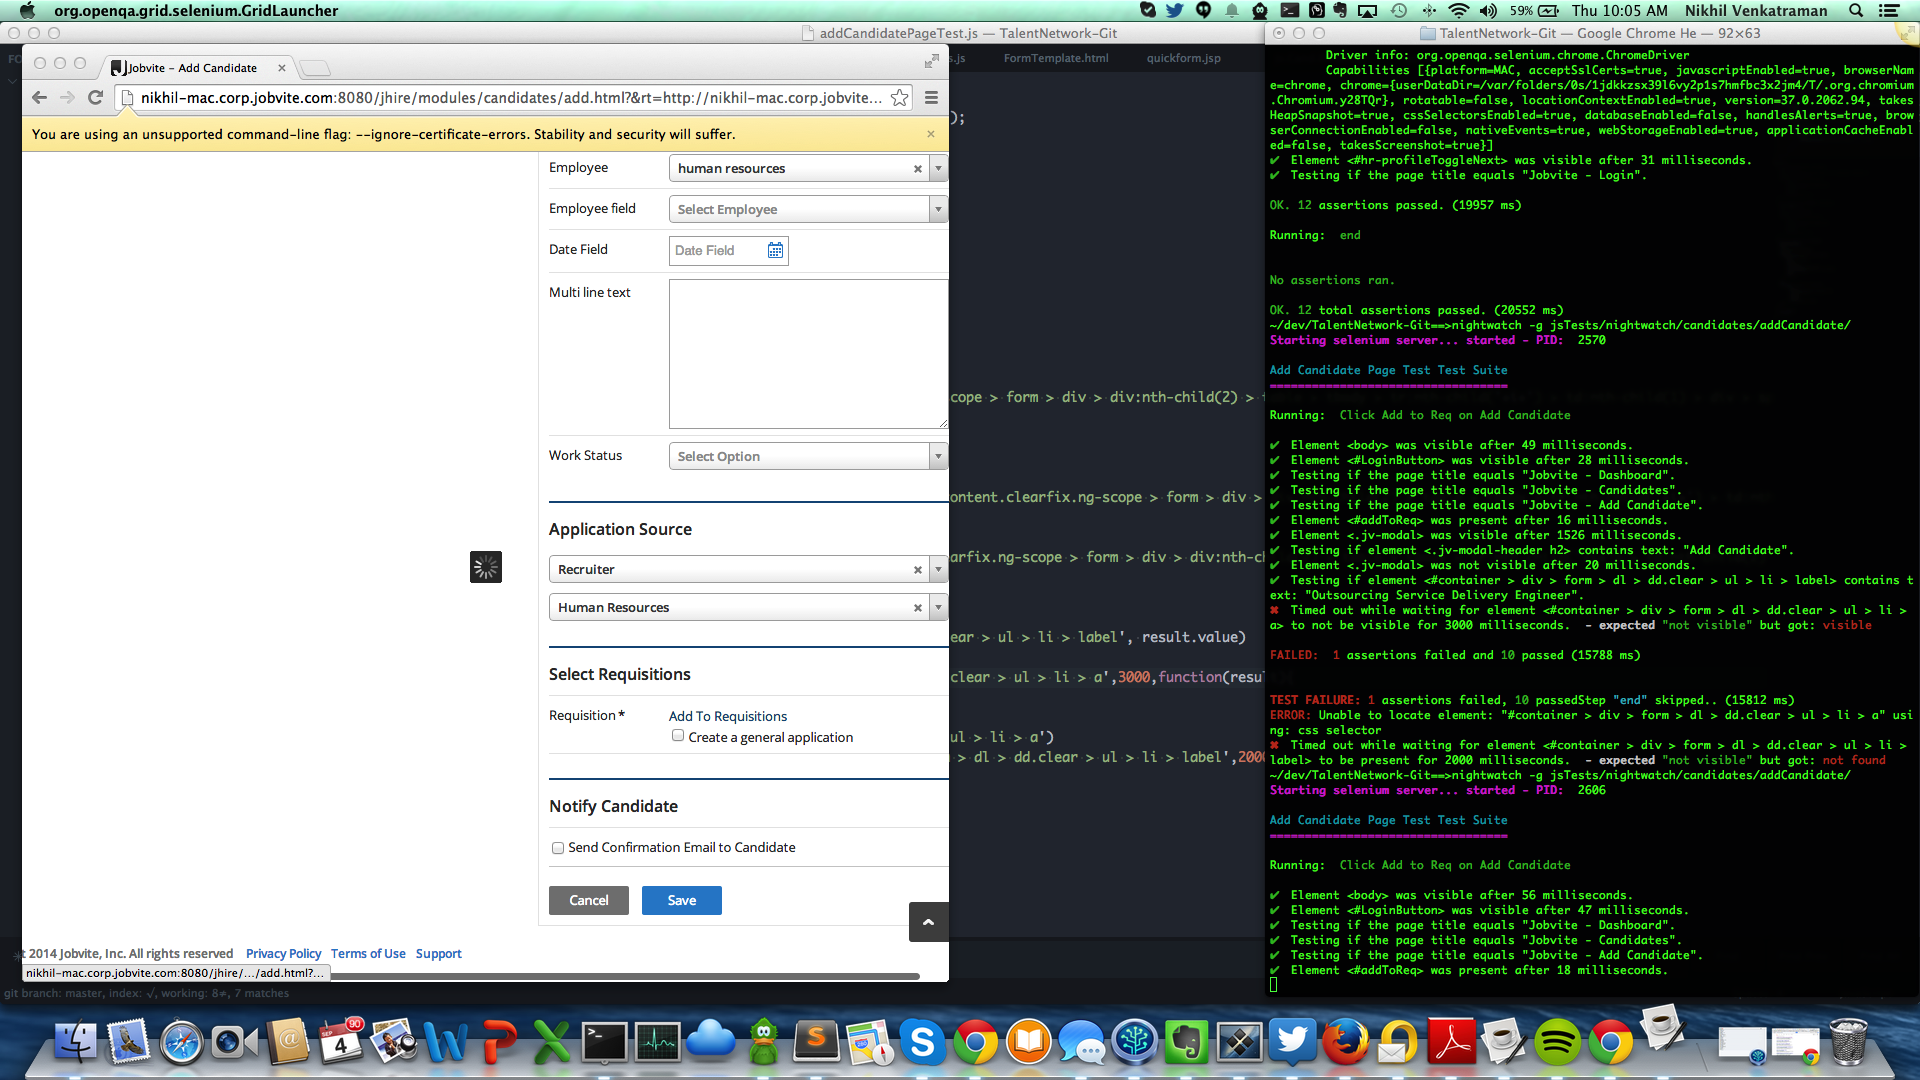 org.openqa.grid.selenium.GridLauncher
59%
Thu 10:05 AM
Nikhil Venkatraman
addCandidatePageTest.js — TalentNetwork-Git
s.js
FormTemplate.html
quickform.jsp
Jobvite - Add Candidate
nikhil-mac.corp.jobvite.com:8080/jhire/modules/candidates/add.html?&rt=http://nikhil-mac.corp.jobvite...
You are using an unsupported command-line flag: --ignore-certificate-errors. Stability and security will suffer.
Employee
human resources
Employee field
Select Employee
Date Field
Date Field
Multi line text
Work Status
Select Option
Application Source
Recruiter
Human Resources
Select Requisitions
Requisition *
Add To Requisitions
Create a general application
Notify Candidate
Send Confirmation Email to Candidate
Cancel
Save
t 2014 Jobvite, Inc. All rights reserved
Privacy Policy
Terms of Use
Support
nikhil-mac.corp.jobvite.com:8080/jhire/.../add.html?...
git branch: master, index: √, working: 8≠, 7 matches
);
cope > form > div > div:nth-child(2) >
ontent.clearfix.ng-scope > form > div >
arfix.ng-scope > form > div > div:nth-c
ear > ul > li > label', result.value)
clear > ul > li > a',3000,function(resu
ul > li > a')
> dl > dd.clear > ul > li > label',2000
TalentNetwork-Git — Google Chrome He — 92×63
Driver info: org.openqa.selenium.chrome.ChromeDriver
Capabilities [{platform=MAC, acceptSslCerts=true, javascriptEnabled=true, browserNam
e=chrome, chrome={userDataDir=/var/folders/0s/1jdkkzsx39l6vy2p1s7hmfbc3x2jm4/T/.org.chromium
.Chromium.y28TQr}, rotatable=false, locationContextEnabled=true, version=37.0.2062.94, takes
HeapSnapshot=true, cssSelectorsEnabled=true, databaseEnabled=false, handlesAlerts=true, brow
serConnectionEnabled=false, nativeEvents=true, webStorageEnabled=true, applicationCacheEnabl
ed=false, takesScreenshot=true}]
✔ Element <#hr-profileToggleNext> was visible after 31 milliseconds.
✔ Testing if the page title equals "Jobvite - Login".
OK. 12 assertions passed. (19957 ms)
Running: end
No assertions ran.
OK. 12 total assertions passed. (20552 ms)
~/dev/TalentNetwork-Git==>nightwatch -g jsTests/nightwatch/candidates/addCandidate/
Starting selenium server... started - PID: 2570
Add Candidate Page Test Test Suite
==================================
Running: Click Add to Req on Add Candidate
✔ Element <body> was visible after 49 milliseconds.
✔ Element <#LoginButton> was visible after 28 milliseconds.
✔ Testing if the page title equals "Jobvite - Dashboard".
✔ Testing if the page title equals "Jobvite - Candidates".
✔ Testing if the page title equals "Jobvite - Add Candidate".
✔ Element <#addToReq> was present after 16 milliseconds.
✔ Element <.jv-modal> was visible after 1526 milliseconds.
✔ Testing if element <.jv-modal-header h2> contains text: "Add Candidate".
✔ Element <.jv-modal> was not visible after 20 milliseconds.
✔ Testing if element <#container > div > form > dl > dd.clear > ul > li > label> contains t
ext: "Outsourcing Service Delivery Engineer".
✖ Timed out while waiting for element <#container > div > form > dl > dd.clear > ul > li >
a> to not be visible for 3000 milliseconds. - expected "not visible" but got: visible
FAILED: 1 assertions failed and 10 passed (15788 ms)
TEST FAILURE: 1 assertions failed, 10 passedStep "end" skipped.. (15812 ms)
ERROR: Unable to locate element: "#container > div > form > dl > dd.clear > ul > li > a" usi
ng: css selector
✖ Timed out while waiting for element <#container > div > form > dl > dd.clear > ul > li >
label> to be present for 2000 milliseconds. - expected "not visible" but got: not found
~/dev/TalentNetwork-Git==>nightwatch -g jsTests/nightwatch/candidates/addCandidate/
Starting selenium server... started - PID: 2606
Add Candidate Page Test Test Suite
==================================
Running: Click Add to Req on Add Candidate
✔ Element <body> was visible after 56 milliseconds.
✔ Element <#LoginButton> was visible after 47 milliseconds.
✔ Testing if the page title equals "Jobvite - Dashboard".
✔ Testing if the page title equals "Jobvite - Candidates".
✔ Testing if the page title equals "Jobvite - Add Candidate".
✔ Element <#addToReq> was present after 18 milliseconds.
SEP
4
90